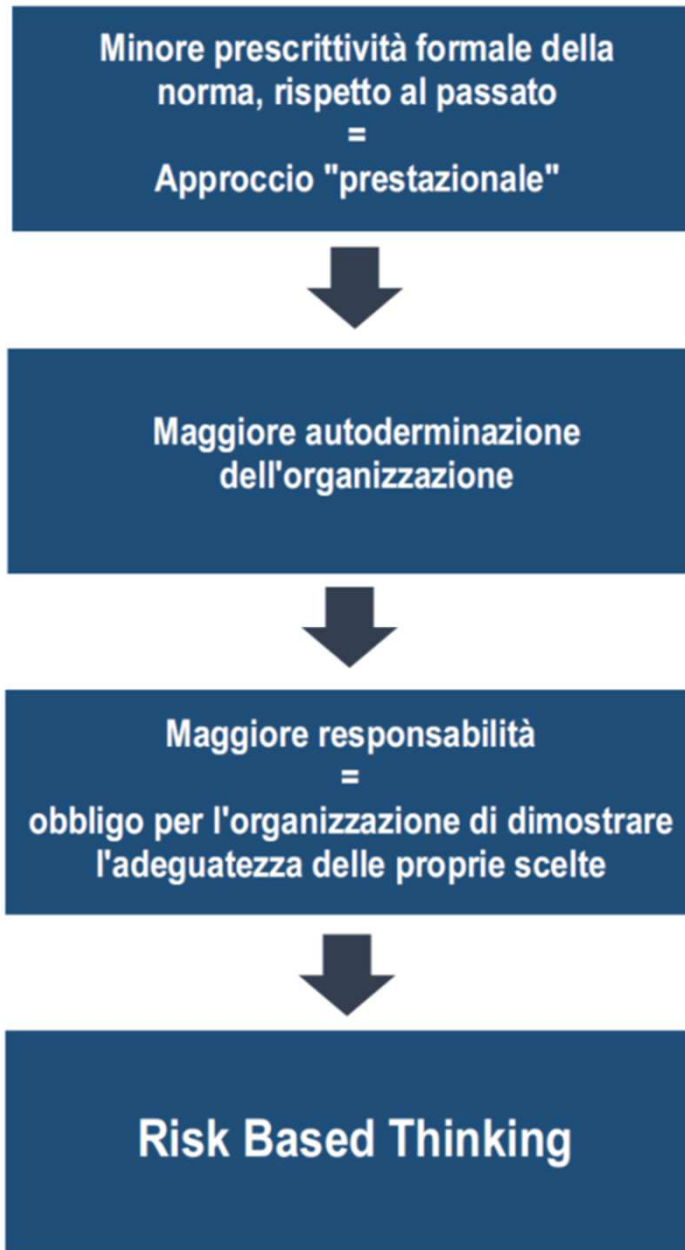 Minore prescrittività formale della
norma, rispetto al passato
=
Approccio "prestazionale"
Maggiore autoderminazione
dell'organizzazione
Maggiore responsabilità
=
obbligo per l'organizzazione di dimostrare
l'adeguatezza delle proprie scelte
Risk Based Thinking